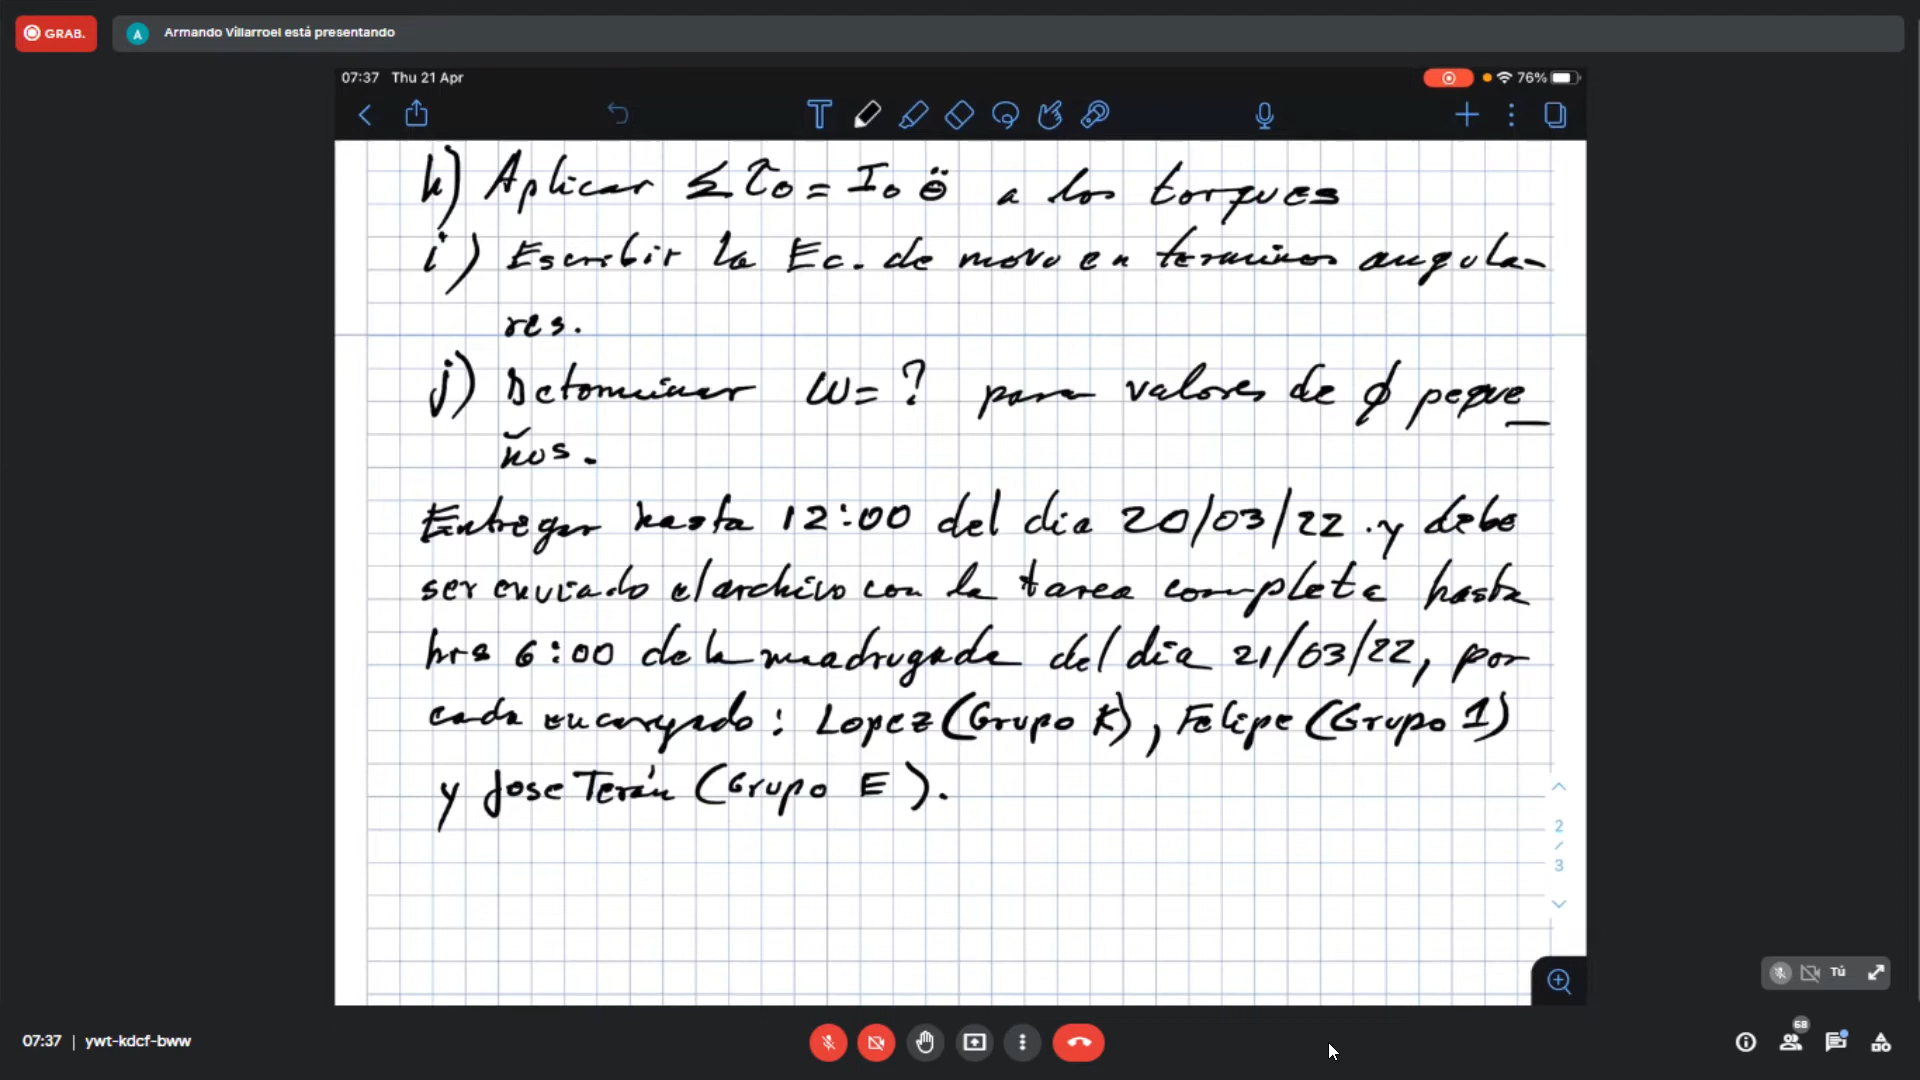 GRAB.
A Armando Villarroel está presentando
07:37 Thu 21 Apr
76%
h) Aplicar Σ τo = Io θ̈ a los torques
i) Escribir la Ec. de movo en terminos angula-
res.
j) Determinar ω = ? para valores de ϕ peque_
ños.
Entregar hasta 12:00 del dia 20/03/22 . y debe
ser enviado el archivo con la tarea completa hasta
hrs 6:00 de la madrugada del dia 21/03/22, por
cada encargado : Lopez (Grupo K), Felipe (Grupo 1)
y Jose Terán (Grupo E ).
2
/
3
Tú
07:37 | ywt-kdcf-bww
68